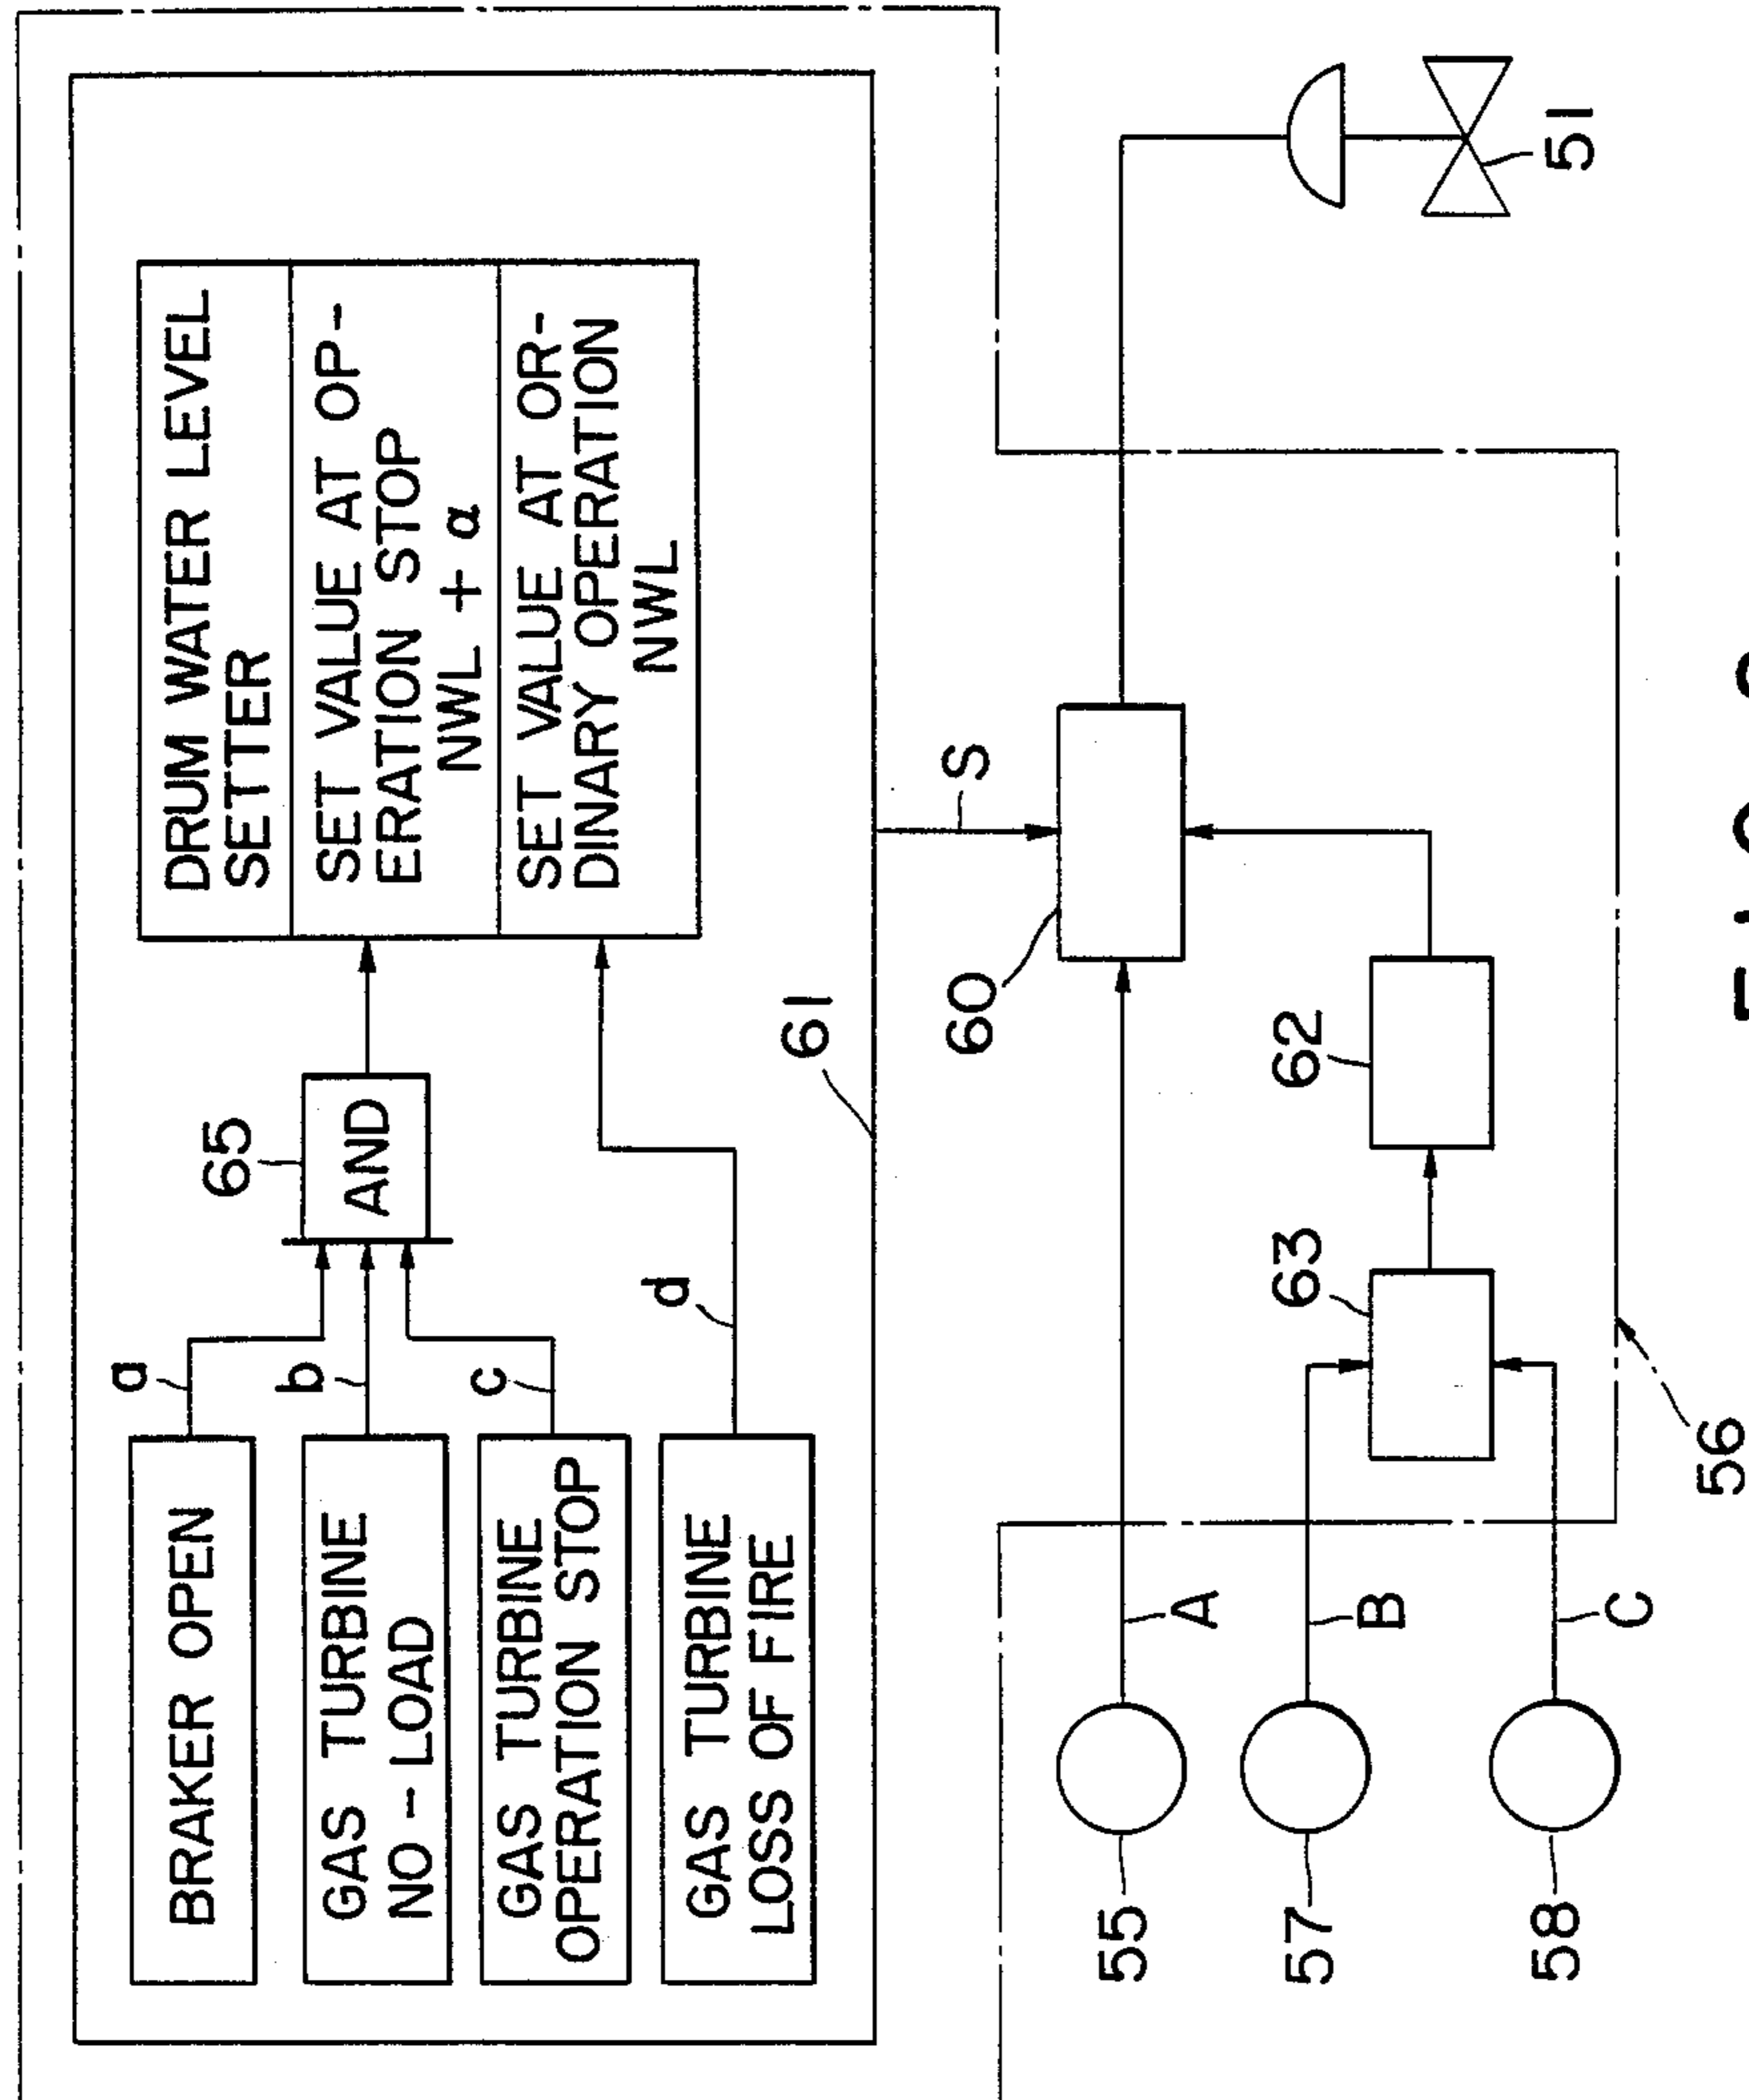 BRAKER OPEN
GAS TURBINE
NO - LOAD
GAS TURBINE
OPERATION STOP
GAS TURBINE
LOSS OF FIRE
a
b
c
d
65
AND
DRUM WATER LEVEL
SETTER
SET VALUE AT OP-
ERATION STOP
NWL + α
SET VALUE AT OR-
DINARY OPERATION
NWL
61
S
60
55
A
57
B
58
C
63
62
56
51